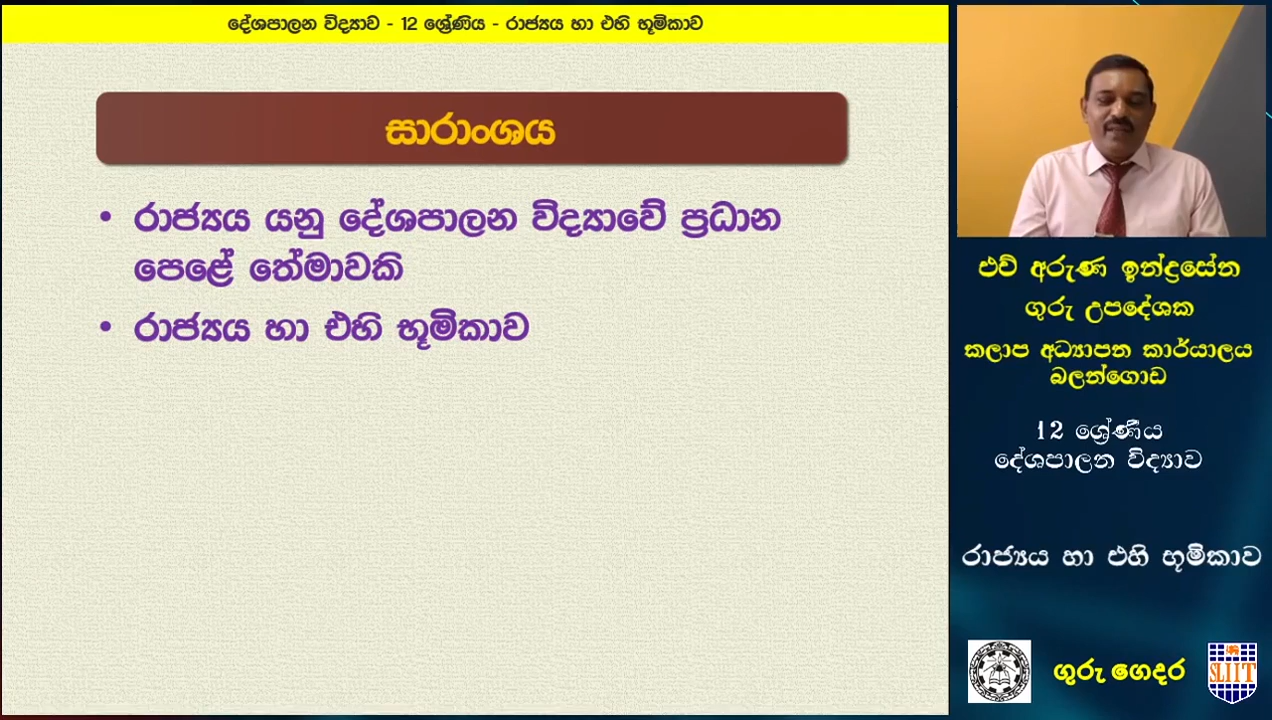 දේශපාලන විද්‍යාව - 12 ශ්‍රේණිය - රාජ්‍යය හා එහි භූමිකාව
සාරාංශය
• රාජ්‍යය යනු දේශපාලන විද්‍යාවේ ප්‍රධාන
පෙළේ තේමාවකි
• රාජ්‍යය හා එහි භූමිකාව
එච් අරුණ ඉන්ද්‍රසේන
ගුරු උපදේශක
කලාප අධ්‍යාපන කාර්යාලය
බලන්ගොඩ
12 ශ්‍රේණිය
දේශපාලන විද්‍යාව
රාජ්‍යය හා එහි භූමිකාව
ගුරු ගෙදර
SLIIT